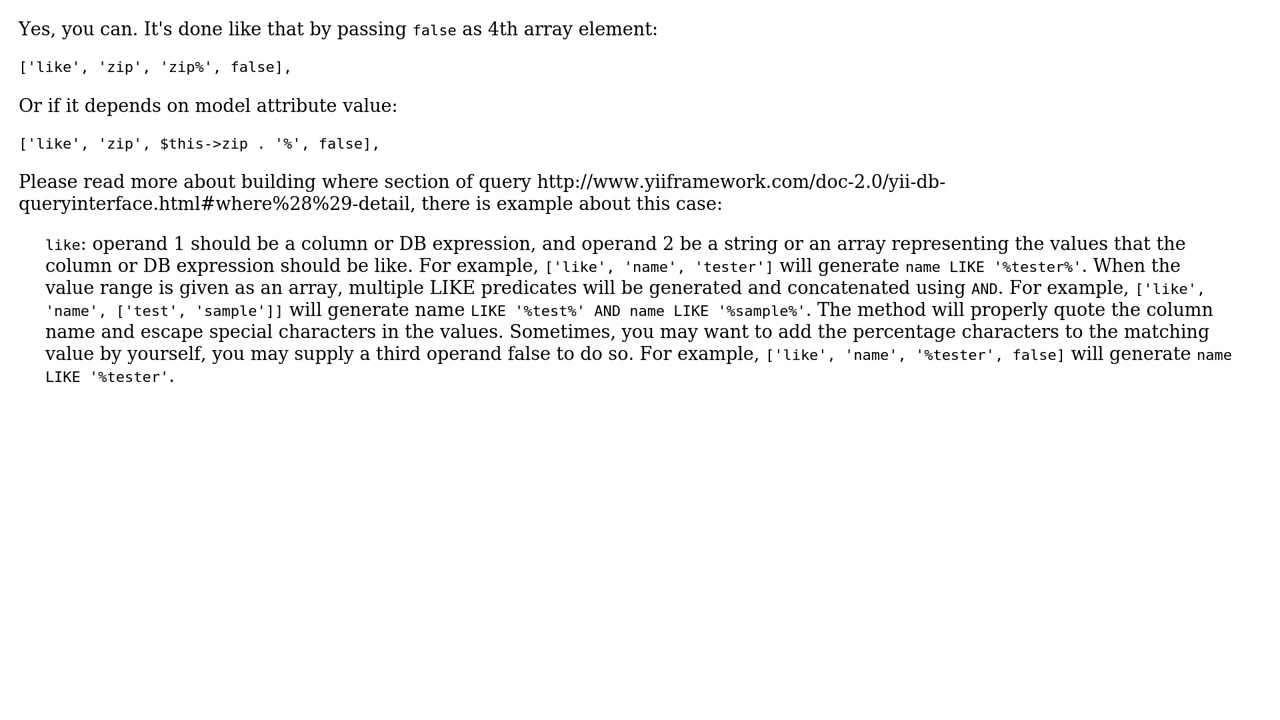 Yes, you can. It's done like that by passing false as 4th array element:
['like', 'zip', 'zip%', false],
Or if it depends on model attribute value:
['like', 'zip', $this->zip . '%', false],
Please read more about building where section of query http://www.yiiframework.com/doc-2.0/yii-db-
queryinterface.html#where%28%29-detail, there is example about this case:
like: operand 1 should be a column or DB expression, and operand 2 be a string or an array representing the values that the
column or DB expression should be like. For example, ['like', 'name', 'tester'] will generate name LIKE '%tester%'. When the
value range is given as an array, multiple LIKE predicates will be generated and concatenated using AND. For example, ['like',
'name', ['test', 'sample']] will generate name LIKE '%test%' AND name LIKE '%sample%'. The method will properly quote the column
name and escape special characters in the values. Sometimes, you may want to add the percentage characters to the matching
value by yourself, you may supply a third operand false to do so. For example, ['like', 'name', '%tester', false] will generate name
LIKE '%tester'.